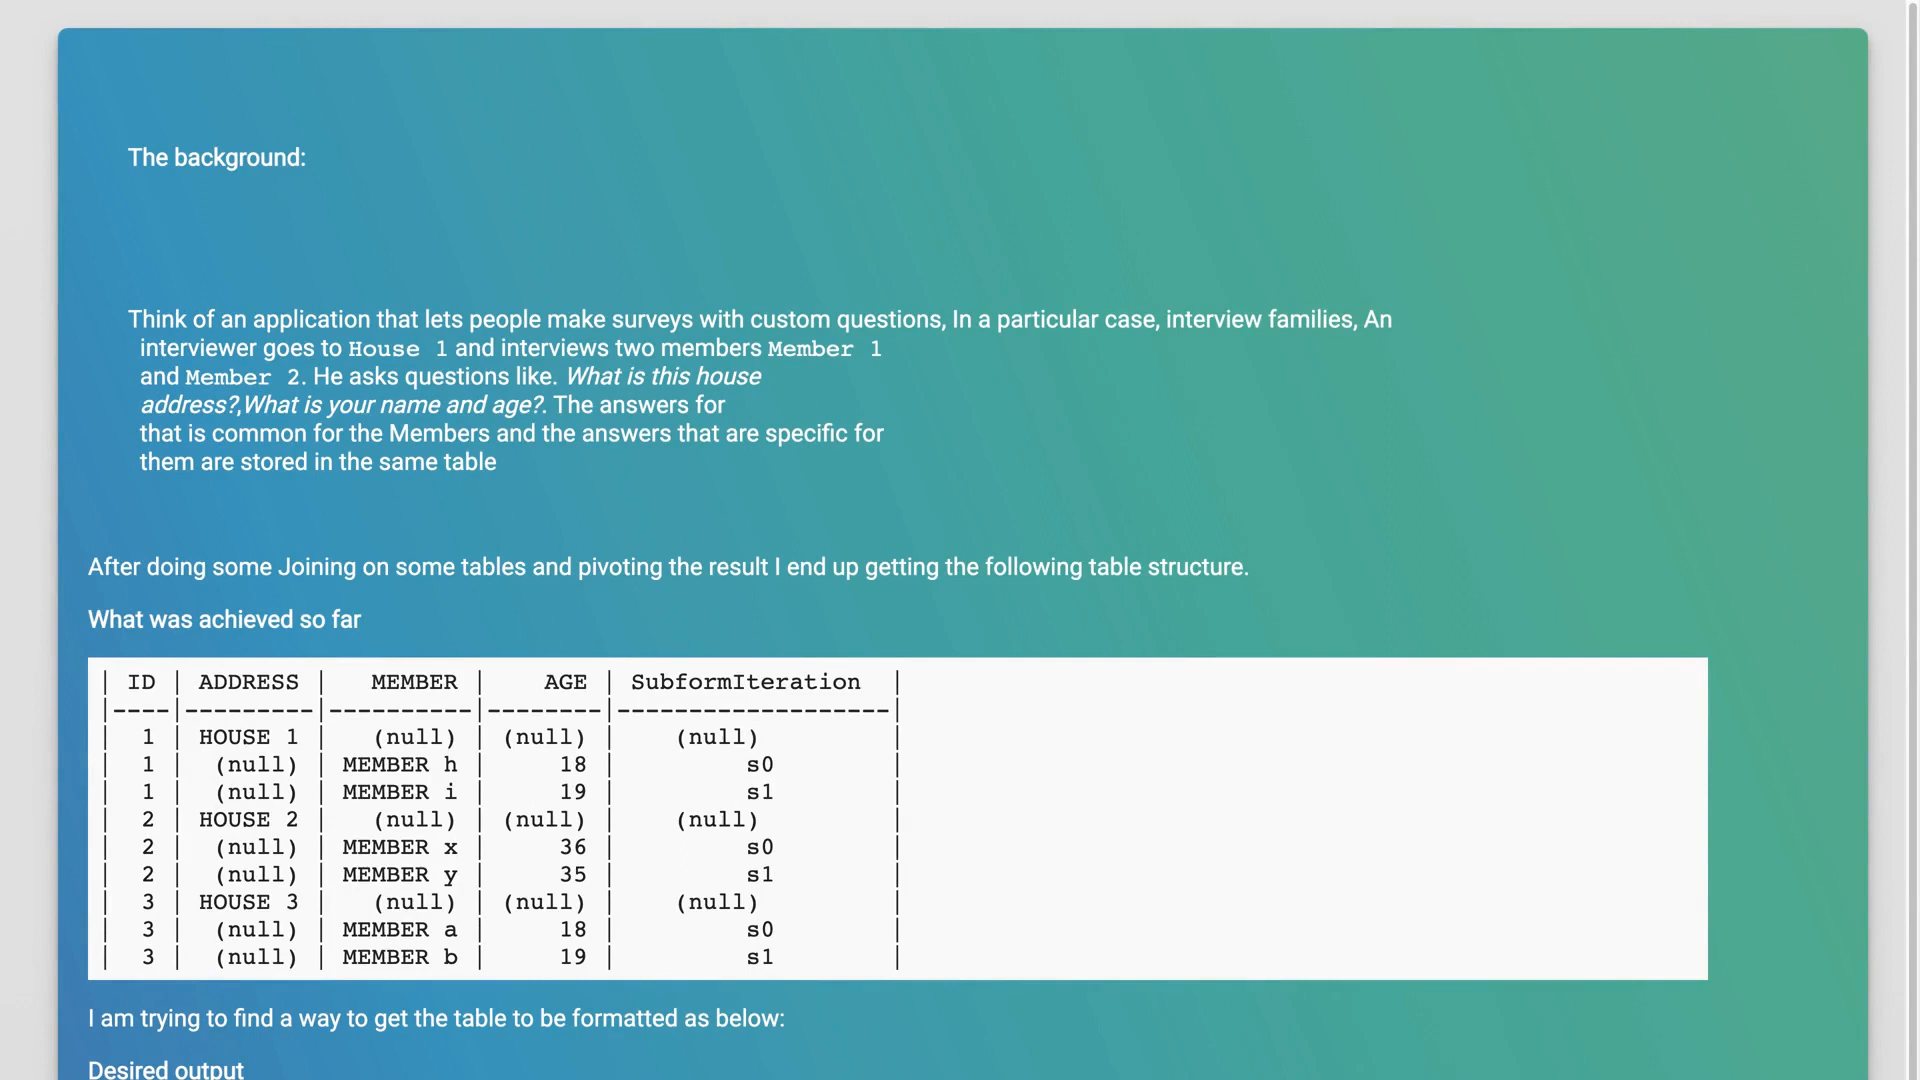 The background:
Think of an application that lets people make surveys with custom questions, In a particular case, interview families, An
interviewer goes to House 1 and interviews two members Member 1
and Member 2. He asks questions like. What is this house
address?,What is your name and age?. The answers for
that is common for the Members and the answers that are specific for
them are stored in the same table
After doing some Joining on some tables and pivoting the result I end up getting the following table structure.
What was achieved so far
| ID | ADDRESS | MEMBER | AGE | SubformIteration |
|----|---------|----------|--------|-------------------|
| 1 | HOUSE 1 | (null) | (null) | (null) |
| 1 | (null) | MEMBER h | 18 | s0 |
| 1 | (null) | MEMBER i | 19 | s1 |
| 2 | HOUSE 2 | (null) | (null) | (null) |
| 2 | (null) | MEMBER x | 36 | s0 |
| 2 | (null) | MEMBER y | 35 | s1 |
| 3 | HOUSE 3 | (null) | (null) | (null) |
| 3 | (null) | MEMBER a | 18 | s0 |
| 3 | (null) | MEMBER b | 19 | s1 |
I am trying to find a way to get the table to be formatted as below:
Desired output